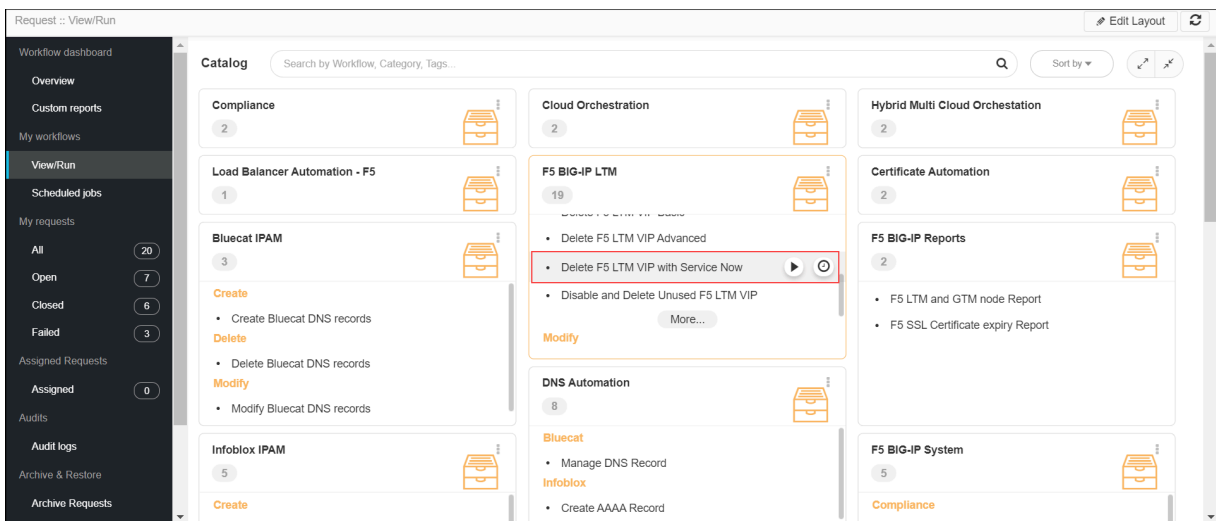 Request :: View/Run
Edit Layout
Workflow dashboard
Overview
Custom reports
My workflows
View/Run
Scheduled jobs
My requests
All 20
Open 7
Closed 6
Failed 3
Assigned Requests
Assigned 0
Audits
Audit logs
Archive & Restore
Archive Requests
Catalog
Search by Workflow, Category, Tags...
Sort by
Compliance
2
Cloud Orchestration
2
Hybrid Multi Cloud Orchestation
2
Load Balancer Automation - F5
1
F5 BIG-IP LTM
19
Delete F5 LTM VIP Basic
• Delete F5 LTM VIP Advanced
• Delete F5 LTM VIP with Service Now
• Disable and Delete Unused F5 LTM VIP
More...
Modify
Certificate Automation
2
Bluecat IPAM
3
Create
• Create Bluecat DNS records
Delete
• Delete Bluecat DNS records
Modify
• Modify Bluecat DNS records
F5 BIG-IP Reports
2
• F5 LTM and GTM node Report
• F5 SSL Certificate expiry Report
DNS Automation
8
Bluecat
• Manage DNS Record
Infoblox
• Create AAAA Record
Infoblox IPAM
5
Create
F5 BIG-IP System
5
Compliance